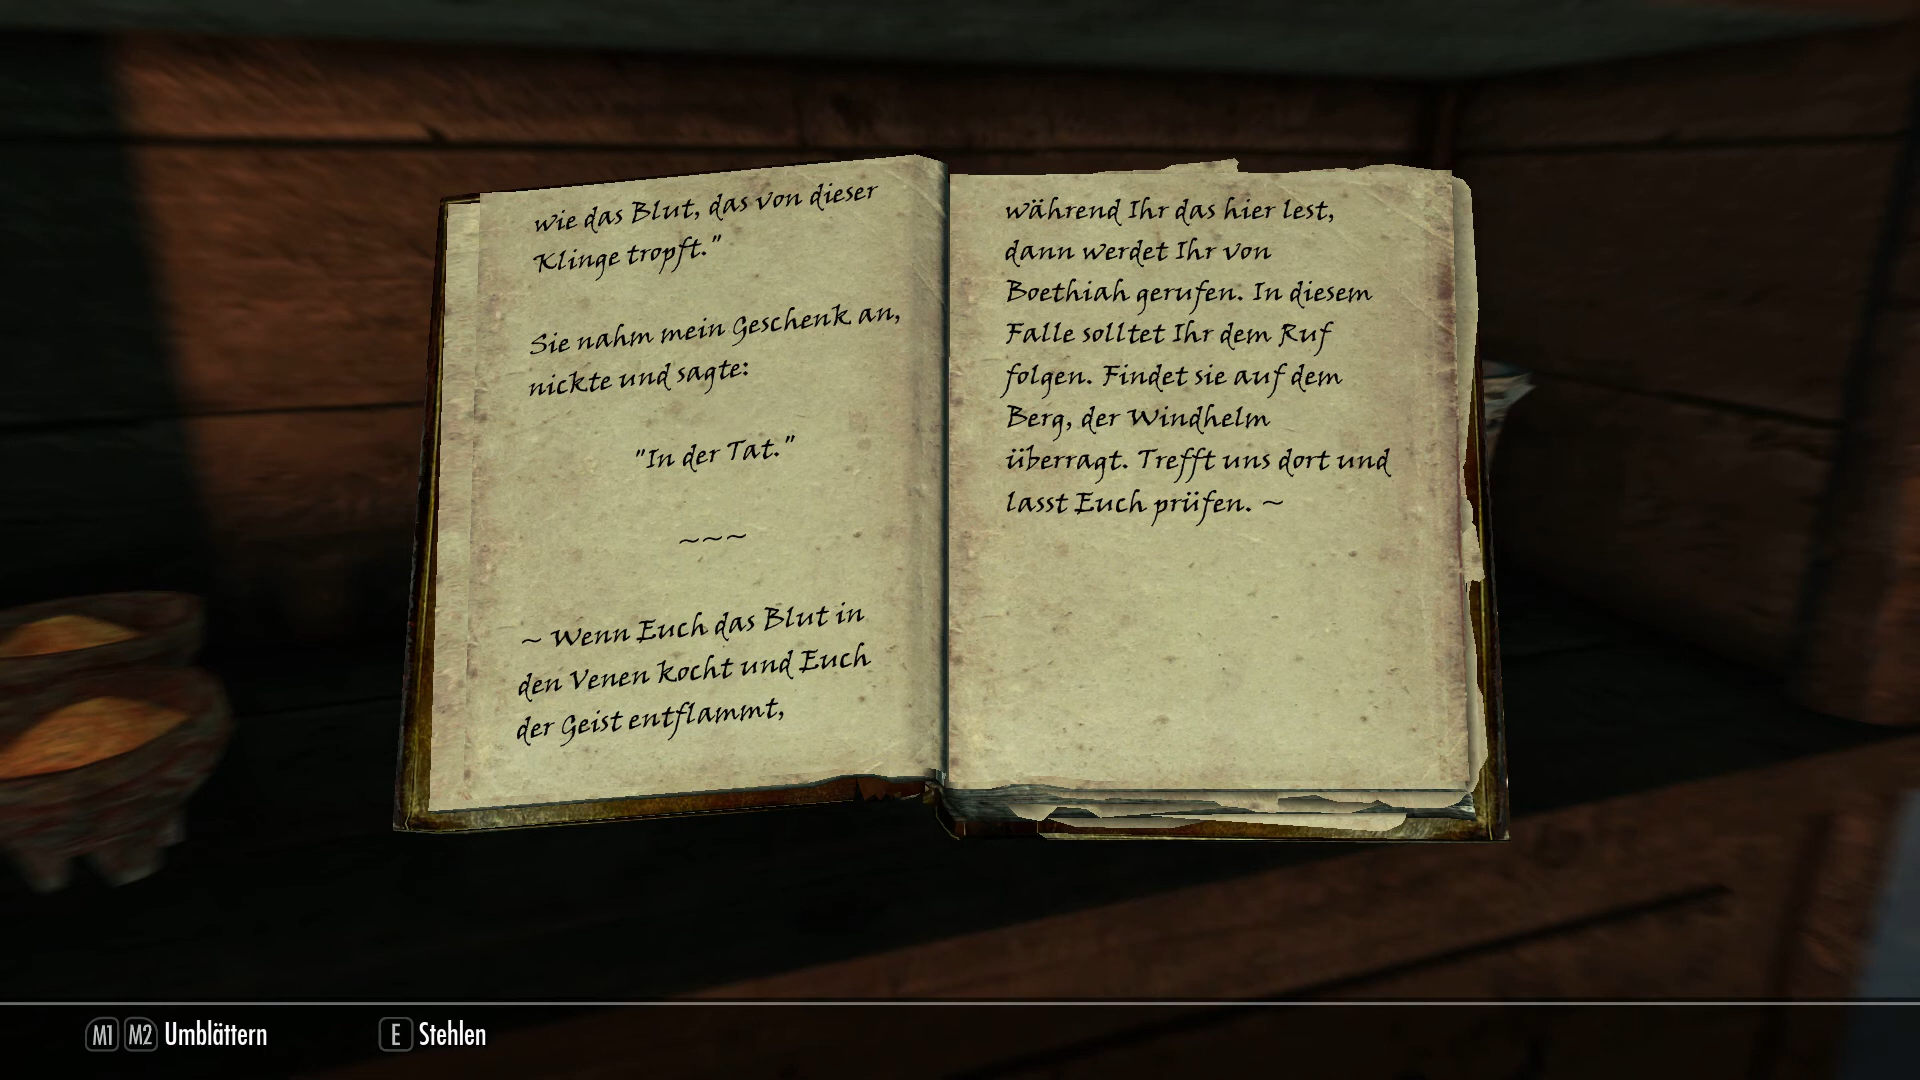 wie das Blut, das von dieser
Klinge tropft."
Sie nahm mein Geschenk an,
nickte und sagte:
"In der Tat."
~~~
~ Wenn Euch das Blut in
den Venen kocht und Euch
der Geist entflammt,
während Ihr das hier lest,
dann werdet Ihr von
Boethiah gerufen. In diesem
Falle solltet Ihr dem Ruf
folgen. Findet sie auf dem
Berg, der Windhelm
überragt. Trefft uns dort und
lasst Euch prüfen. ~
M1 M2 Umblättern
E Stehlen